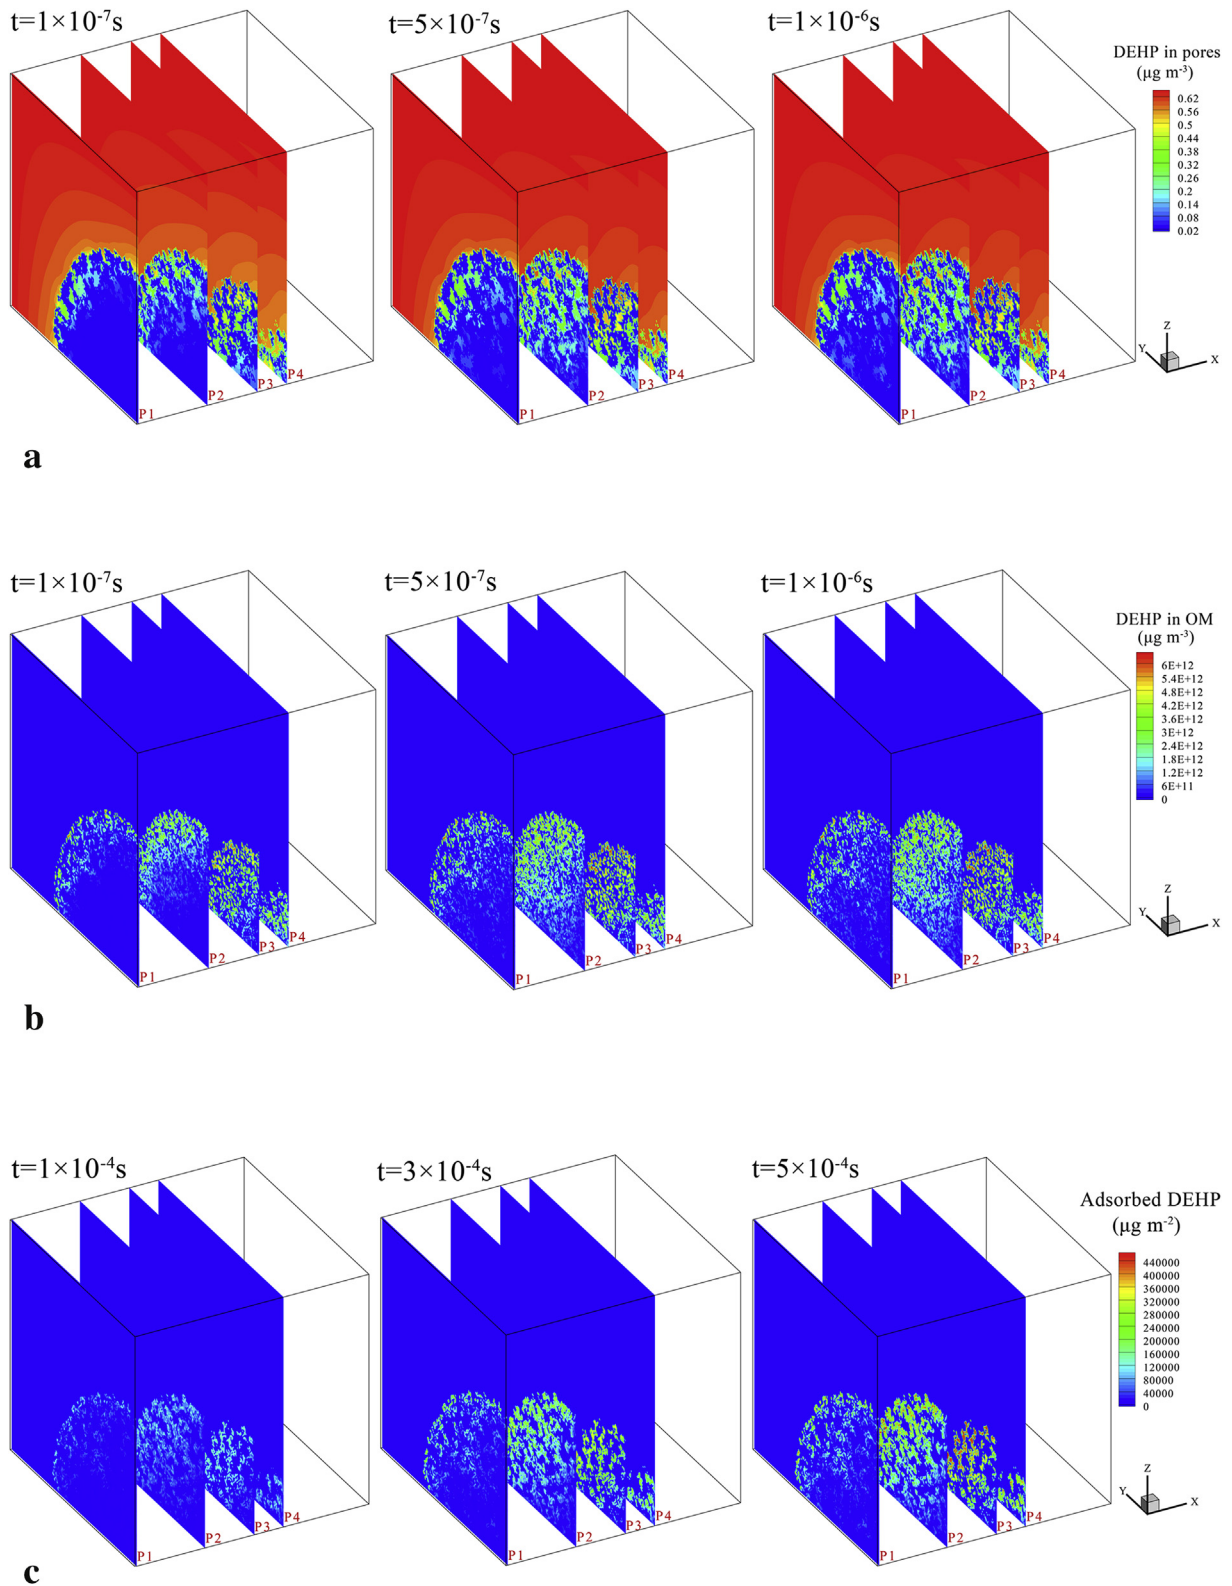 t=1×10-7s
t=5×10-7s
t=1×10-6s
DEHP in pores
(μg m-3)
0.62
0.56
0.5
0.44
0.38
0.32
0.26
0.2
0.14
0.08
0.02
Z
Y
X
P1
P2
P3
P4
P1
P2
P3
P4
P1
P2
P3
P4
a
t=1×10-7s
t=5×10-7s
t=1×10-6s
DEHP in OM
(μg m-3)
6E+12
5.4E+12
4.8E+12
4.2E+12
3.6E+12
3E+12
2.4E+12
1.8E+12
1.2E+12
6E+11
0
Z
Y
X
P1
P2
P3
P4
P1
P2
P3
P4
P1
P2
P3
P4
b
t=1×10-4s
t=3×10-4s
t=5×10-4s
Adsorbed DEHP
(μg m-2)
440000
400000
360000
320000
280000
240000
200000
160000
120000
80000
40000
0
Z
Y
X
P1
P2
P3
P4
P1
P2
P3
P4
P1
P2
P3
P4
c